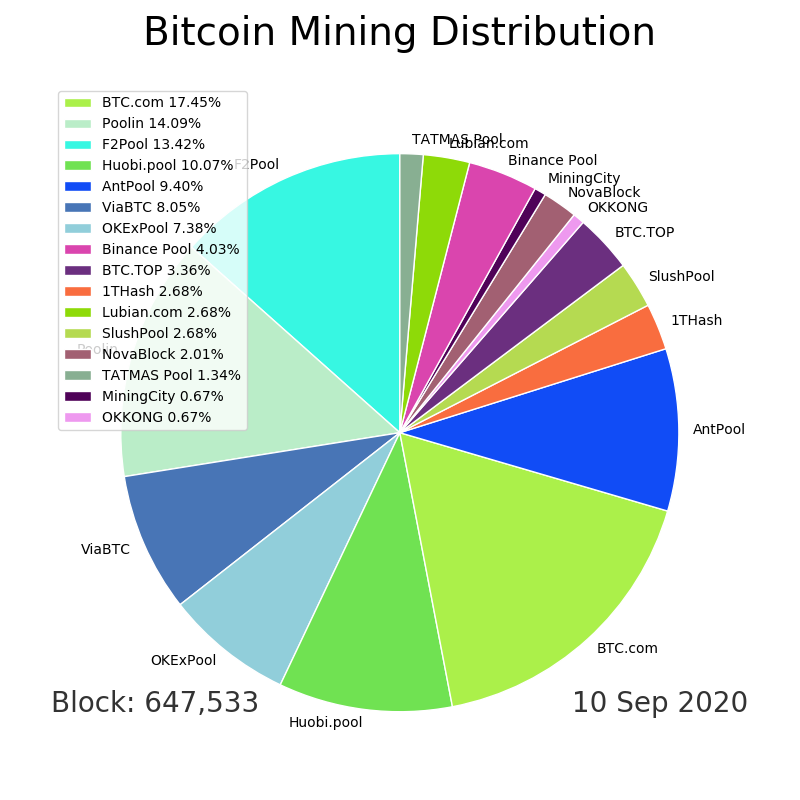 Bitcoin Mining Distribution
BTC.com 17.45%
Poolin 14.09%
F2Pool 13.42%
Huobi.pool 10.07%
AntPool 9.40%
ViaBTC 8.05%
OKExPool 7.38%
Binance Pool 4.03%
BTC.TOP 3.36%
1THash 2.68%
Lubian.com 2.68%
SlushPool 2.68%
NovaBlock 2.01%
TATMAS Pool 1.34%
MiningCity 0.67%
OKKONG 0.67%
F2Pool
TATMAS Pool
Lubian.com
Binance Pool
MiningCity
NovaBlock
OKKONG
BTC.TOP
SlushPool
1THash
AntPool
BTC.com
Huobi.pool
OKExPool
ViaBTC
Poolin
Block: 647,533
10 Sep 2020